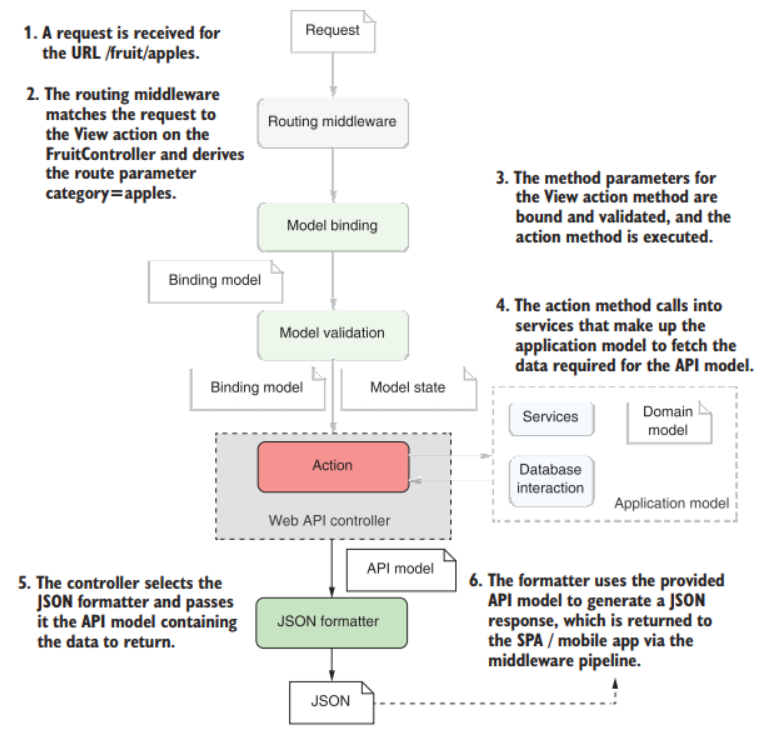 1. A request is received for
the URL /fruit/apples.
Request
2. The routing middleware
matches the request to
the View action on the
FruitController and derives
the route parameter
category=apples.
Routing middleware
3. The method parameters for
the View action method are
bound and validated, and the
action method is executed.
Model binding
Binding model
4. The action method calls into
services that make up the
application model to fetch the
data required for the API model.
Model validation
Binding model
Model state
Services
Domain
model
Database
interaction
Application model
Action
Web API controller
API model
5. The controller selects the
JSON formatter and passes
it the API model containing
the data to return.
JSON formatter
6. The formatter uses the provided
API model to generate a JSON
response, which is returned to
the SPA / mobile app via the
middleware pipeline.
JSON